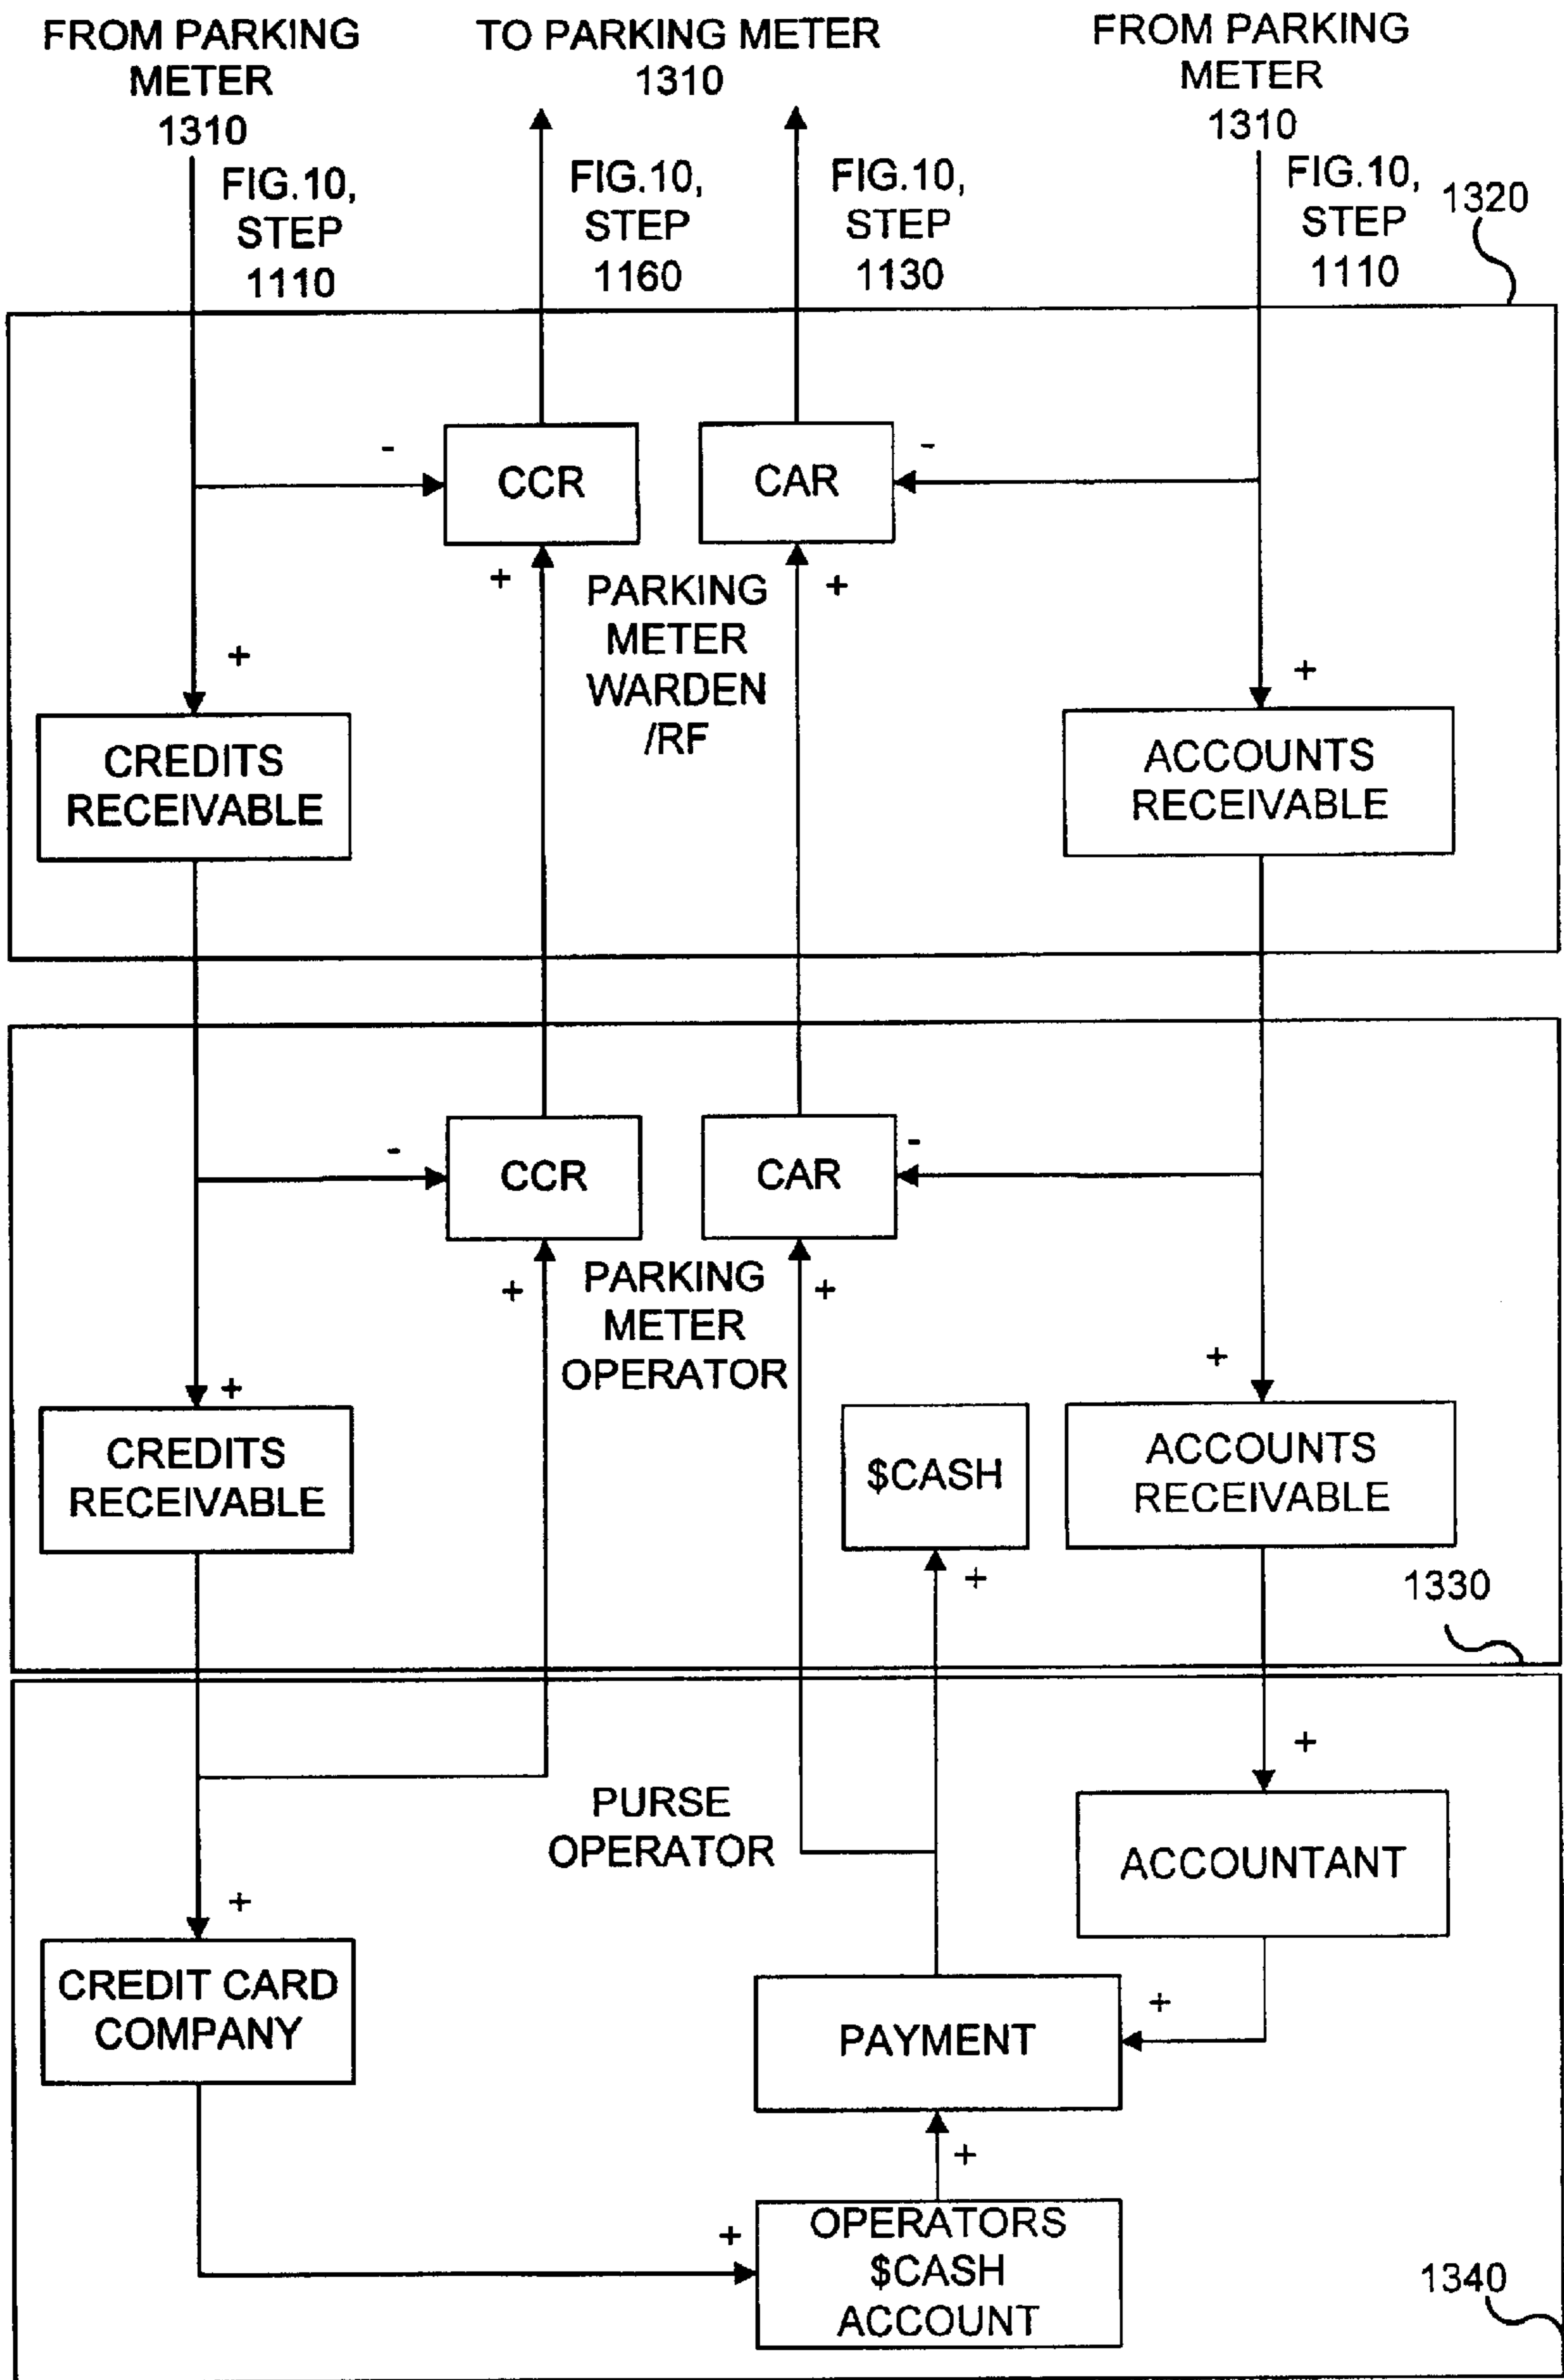 FROM PARKING
METER
1310
TO PARKING METER
1310
FROM PARKING
METER
1310
FIG.10,
STEP
1110
FIG.10,
STEP
1160
FIG.10,
STEP
1130
FIG.10,
STEP
1110
1320
-
CCR
CAR
-
+
PARKING
METER
WARDEN
/RF
+
+
+
CREDITS
RECEIVABLE
ACCOUNTS
RECEIVABLE
-
CCR
CAR
-
+
PARKING
METER
OPERATOR
+
+
+
CREDITS
RECEIVABLE
$CASH
ACCOUNTS
RECEIVABLE
+
1330
+
PURSE
OPERATOR
ACCOUNTANT
+
CREDIT CARD
COMPANY
PAYMENT
+
+
+
OPERATORS
$CASH
ACCOUNT
1340